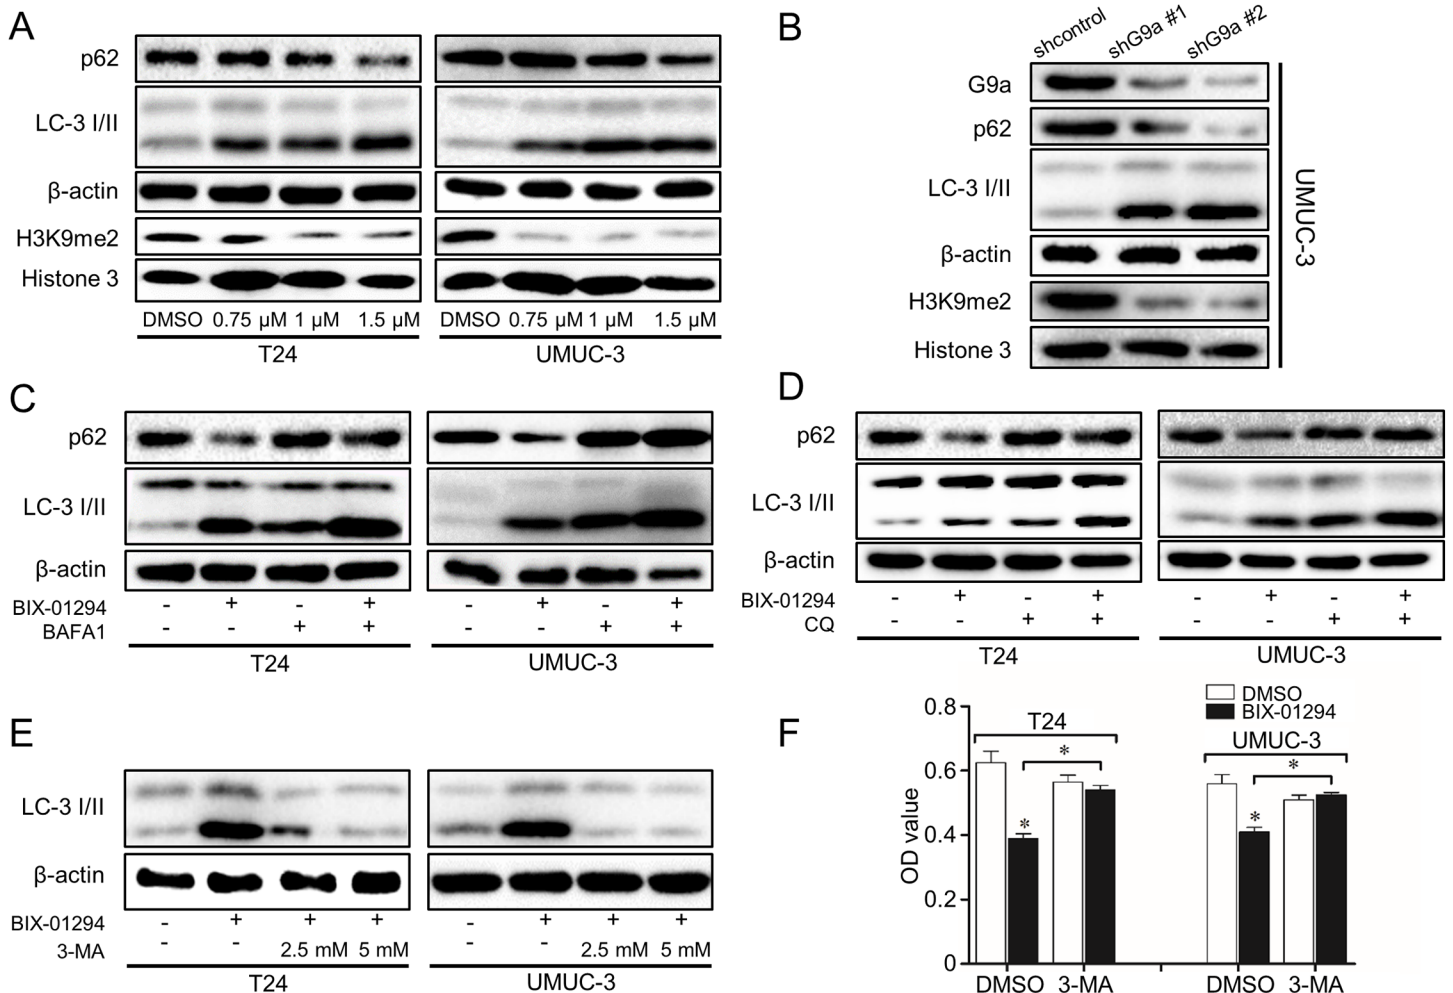 A
p62
LC-3 I/II
β-actin
H3K9me2
Histone 3
DMSO 0.75 μM 1 μM 1.5 μM
DMSO 0.75 μM 1 μM 1.5 μM
T24
UMUC-3
B
shcontrol
shG9a #1
shG9a #2
G9a
p62
LC-3 I/II
β-actin
H3K9me2
Histone 3
UMUC-3
C
p62
LC-3 I/II
β-actin
BIX-01294 - + - + - + - +
BAFA1 - - + + - - + +
T24
UMUC-3
D
p62
LC-3 I/II
β-actin
BIX-01294 - + - + - + - +
CQ - - + + - - + +
T24
UMUC-3
E
LC-3 I/II
β-actin
BIX-01294 - + + + - + + +
3-MA - - 2.5 mM 5 mM - - 2.5 mM 5 mM
T24
UMUC-3
F
DMSO
BIX-01294
T24
UMUC-3
*
*
*
*
OD value
0.8
0.6
0.4
0.2
0
DMSO 3-MA DMSO 3-MA